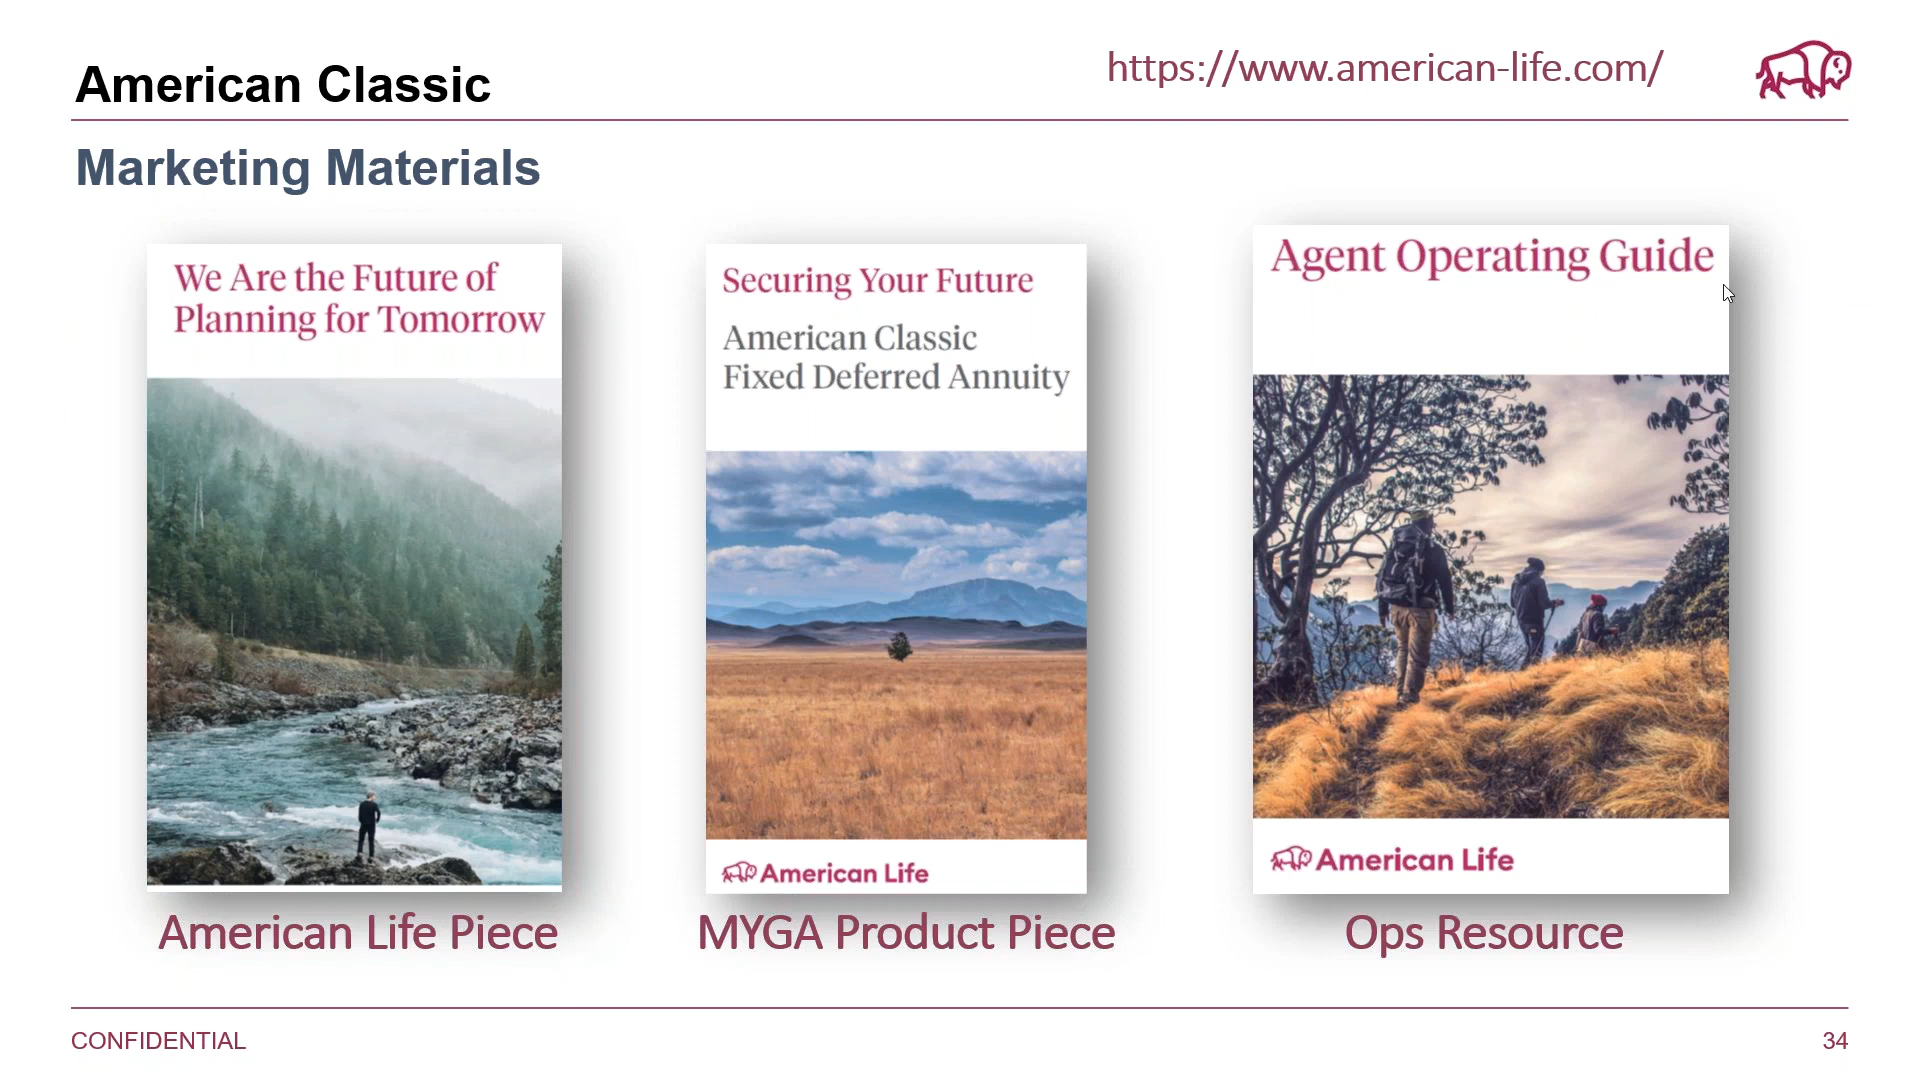 American Classic
https://www.american-life.com/
Marketing Materials
We Are the Future of
Planning for Tomorrow
American Life Piece
Securing Your Future
American Classic
Fixed Deferred Annuity
American Life
MYGA Product Piece
Agent Operating Guide
American Life
Ops Resource
CONFIDENTIAL
34